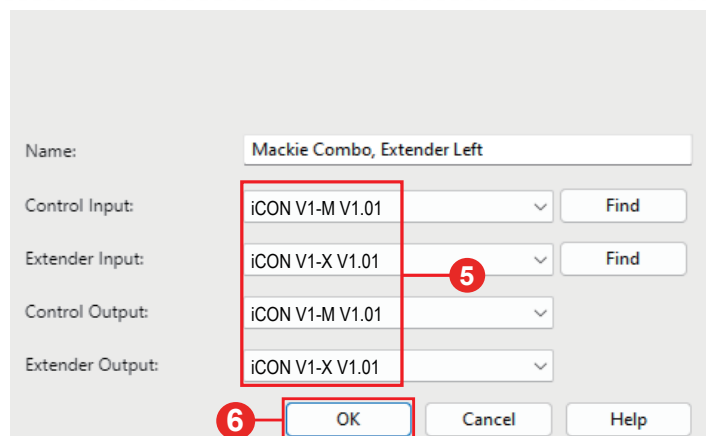 Name: Mackie Combo, Extender Left
Control Input: iCON V1-M V1.01 Find
Extender Input: iCON V1-X V1.01 Find
5
Control Output: iCON V1-M V1.01
Extender Output: iCON V1-X V1.01
6 OK Cancel Help